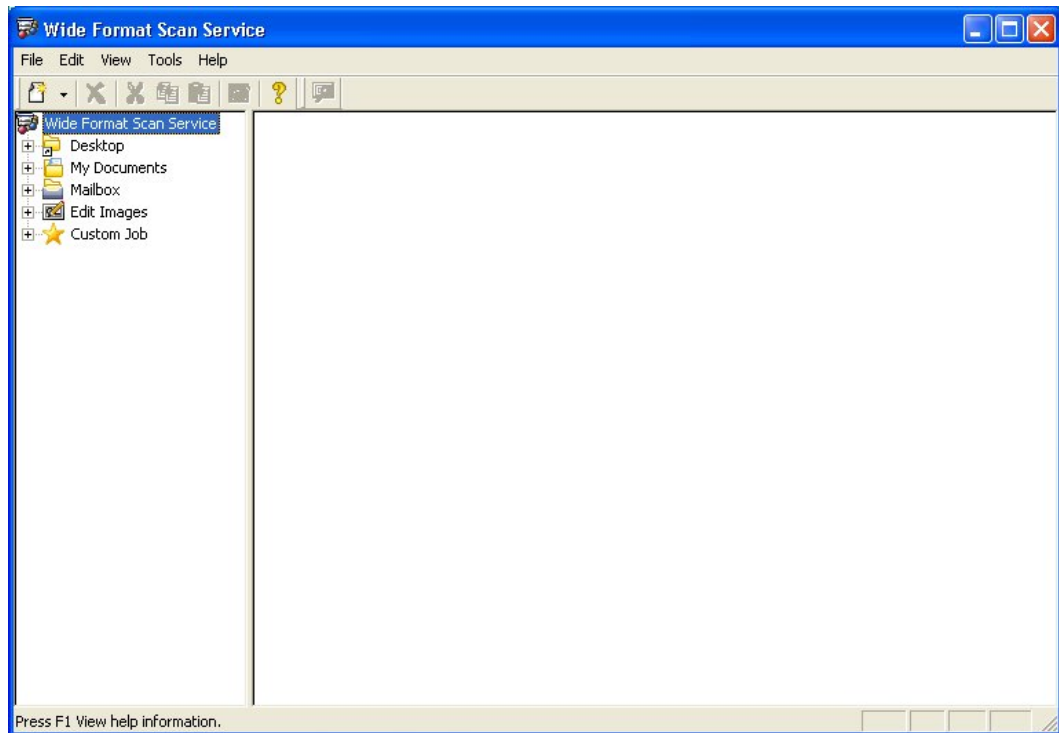 Wide Format Scan Service
File Edit View Tools Help
Wide Format Scan Service
Desktop
My Documents
Mailbox
Edit Images
Custom Job
Press F1 View help information.